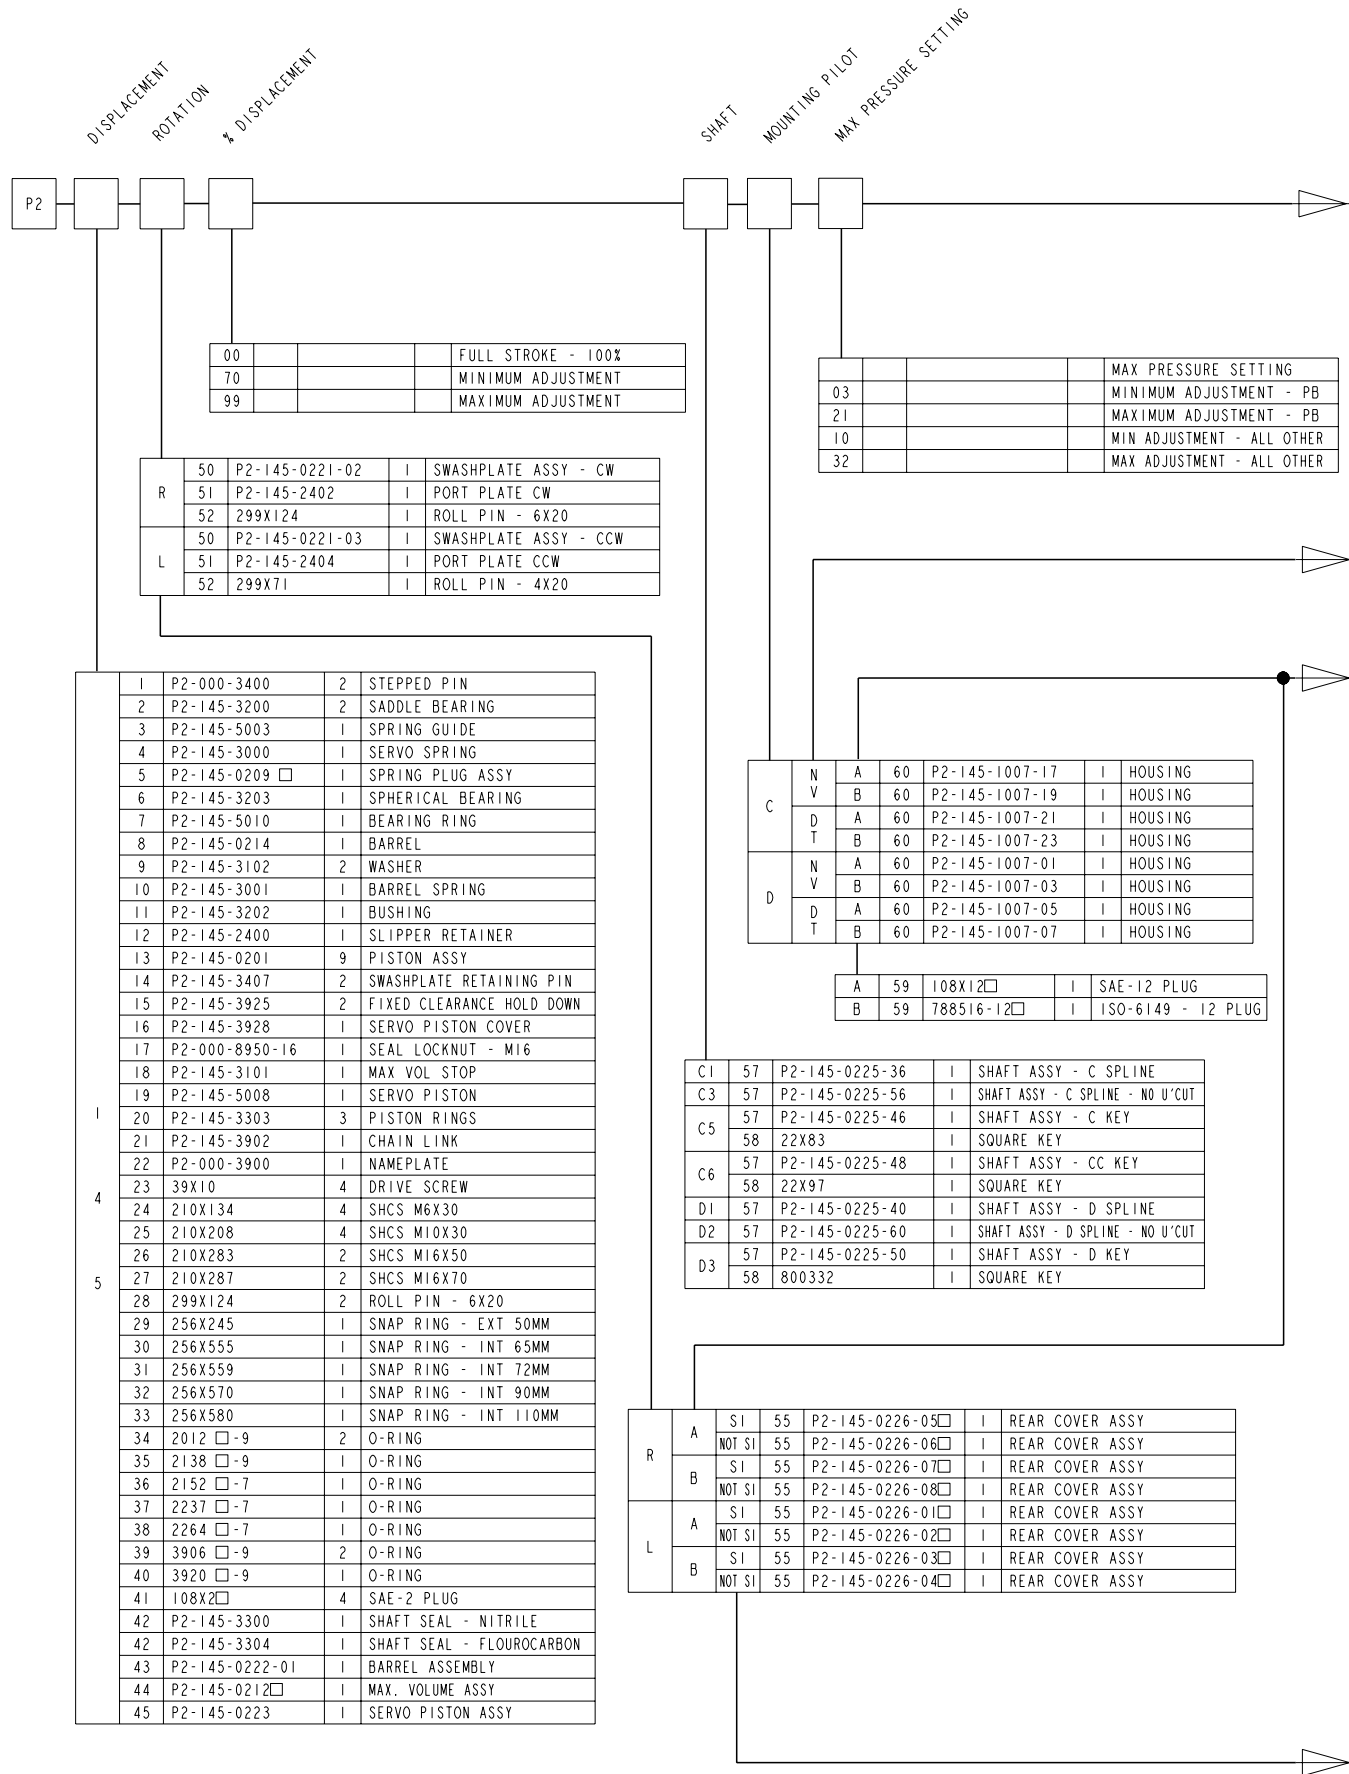 DISPLACEMENT
ROTATION
% DISPLACEMENT
SHAFT
MOUNTING PILOT
MAX PRESSURE SETTING
P2
00 FULL STROKE - 100%
70 MINIMUM ADJUSTMENT
99 MAXIMUM ADJUSTMENT
MAX PRESSURE SETTING
03 MINIMUM ADJUSTMENT - PB
21 MAXIMUM ADJUSTMENT - PB
10 MIN ADJUSTMENT - ALL OTHER
32 MAX ADJUSTMENT - ALL OTHER
R
50 P2-145-0221-02 1 SWASHPLATE ASSY - CW
51 P2-145-2402 1 PORT PLATE CW
52 299X124 1 ROLL PIN - 6X20
L
50 P2-145-0221-03 1 SWASHPLATE ASSY - CCW
51 P2-145-2404 1 PORT PLATE CCW
52 299X71 1 ROLL PIN - 4X20
145
1 P2-000-3400 2 STEPPED PIN
2 P2-145-3200 2 SADDLE BEARING
3 P2-145-5003 1 SPRING GUIDE
4 P2-145-3000 1 SERVO SPRING
5 P2-145-0209 □ 1 SPRING PLUG ASSY
6 P2-145-3203 1 SPHERICAL BEARING
7 P2-145-5010 1 BEARING RING
8 P2-145-0214 1 BARREL
9 P2-145-3102 2 WASHER
10 P2-145-3001 1 BARREL SPRING
11 P2-145-3202 1 BUSHING
12 P2-145-2400 1 SLIPPER RETAINER
13 P2-145-0201 9 PISTON ASSY
14 P2-145-3407 2 SWASHPLATE RETAINING PIN
15 P2-145-3925 2 FIXED CLEARANCE HOLD DOWN
16 P2-145-3928 1 SERVO PISTON COVER
17 P2-000-8950-16 1 SEAL LOCKNUT - M16
18 P2-145-3101 1 MAX VOL STOP
19 P2-145-5008 1 SERVO PISTON
20 P2-145-3303 3 PISTON RINGS
21 P2-145-3902 1 CHAIN LINK
22 P2-000-3900 1 NAMEPLATE
23 39X10 4 DRIVE SCREW
24 210X134 4 SHCS M6X30
25 210X208 4 SHCS M10X30
26 210X283 2 SHCS M16X50
27 210X287 2 SHCS M16X70
28 299X124 2 ROLL PIN - 6X20
29 256X245 1 SNAP RING - EXT 50MM
30 256X555 1 SNAP RING - INT 65MM
31 256X559 1 SNAP RING - INT 72MM
32 256X570 1 SNAP RING - INT 90MM
33 256X580 1 SNAP RING - INT 110MM
34 2012 □ -9 2 O-RING
35 2138 □ -9 1 O-RING
36 2152 □ -7 1 O-RING
37 2237 □ -7 1 O-RING
38 2264 □ -7 1 O-RING
39 3906 □ -9 2 O-RING
40 3920 □ -9 1 O-RING
41 108X2□ 4 SAE-2 PLUG
42 P2-145-3300 1 SHAFT SEAL - NITRILE
42 P2-145-3304 1 SHAFT SEAL - FLOUROCARBON
43 P2-145-0222-01 1 BARREL ASSEMBLY
44 P2-145-0212□ 1 MAX. VOLUME ASSY
45 P2-145-0223 1 SERVO PISTON ASSY
C
NV
A 60 P2-145-1007-17 1 HOUSING
B 60 P2-145-1007-19 1 HOUSING
DT
A 60 P2-145-1007-21 1 HOUSING
B 60 P2-145-1007-23 1 HOUSING
D
NV
A 60 P2-145-1007-01 1 HOUSING
B 60 P2-145-1007-03 1 HOUSING
DT
A 60 P2-145-1007-05 1 HOUSING
B 60 P2-145-1007-07 1 HOUSING
A 59 108X12□ 1 SAE-12 PLUG
B 59 788516-12□ 1 ISO-6149 - 12 PLUG
C1 57 P2-145-0225-36 1 SHAFT ASSY - C SPLINE
C3 57 P2-145-0225-56 1 SHAFT ASSY - C SPLINE - NO U'CUT
C5
57 P2-145-0225-46 1 SHAFT ASSY - C KEY
58 22X83 1 SQUARE KEY
C6
57 P2-145-0225-48 1 SHAFT ASSY - CC KEY
58 22X97 1 SQUARE KEY
D1 57 P2-145-0225-40 1 SHAFT ASSY - D SPLINE
D2 57 P2-145-0225-60 1 SHAFT ASSY - D SPLINE - NO U'CUT
D3
57 P2-145-0225-50 1 SHAFT ASSY - D KEY
58 800332 1 SQUARE KEY
R
A
S1 55 P2-145-0226-05□ 1 REAR COVER ASSY
NOT S1 55 P2-145-0226-06□ 1 REAR COVER ASSY
B
S1 55 P2-145-0226-07□ 1 REAR COVER ASSY
NOT S1 55 P2-145-0226-08□ 1 REAR COVER ASSY
L
A
S1 55 P2-145-0226-01□ 1 REAR COVER ASSY
NOT S1 55 P2-145-0226-02□ 1 REAR COVER ASSY
B
S1 55 P2-145-0226-03□ 1 REAR COVER ASSY
NOT S1 55 P2-145-0226-04□ 1 REAR COVER ASSY